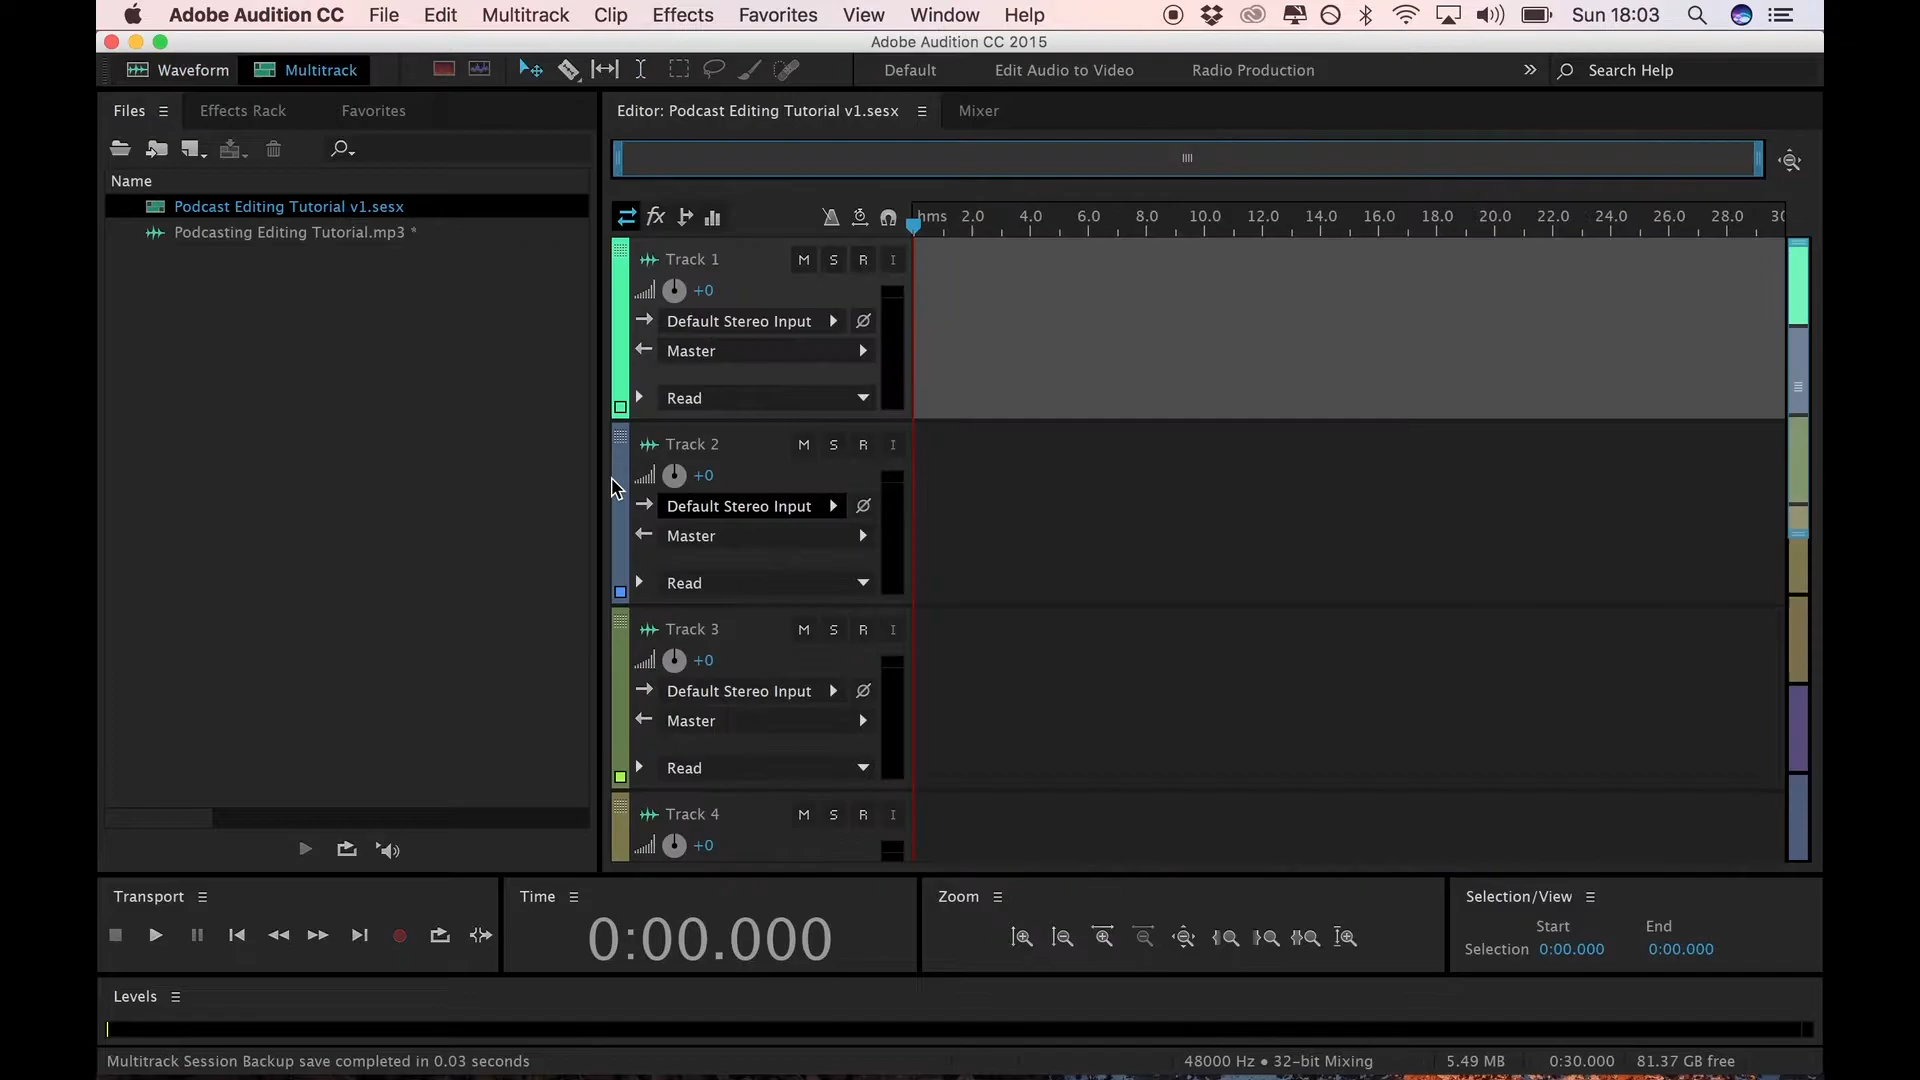 Adobe Audition CC File Edit Multitrack Clip Effects Favorites View Window Help Sun 18:03
Adobe Audition CC 2015
Waveform Multitrack Default Edit Audio to Video Radio Production Search Help
Files Effects Rack Favorites Editor: Podcast Editing Tutorial v1.sesx Mixer
Name
Podcast Editing Tutorial v1.sesx
Podcasting Editing Tutorial.mp3 *
fx hms 2.0 4.0 6.0 8.0 10.0 12.0 14.0 16.0 18.0 20.0 22.0 24.0 26.0 28.0 30
Track 1 M S R I
+0
Default Stereo Input
Master
Read
Track 2 M S R I
+0
Default Stereo Input
Master
Read
Track 3 M S R I
+0
Default Stereo Input
Master
Read
Track 4 M S R I
+0
Transport Time Zoom Selection/View
0:00.000
Start End
Selection 0:00.000 0:00.000
Levels
Multitrack Session Backup save completed in 0.03 seconds 48000 Hz • 32-bit Mixing 5.49 MB 0:30.000 81.37 GB free